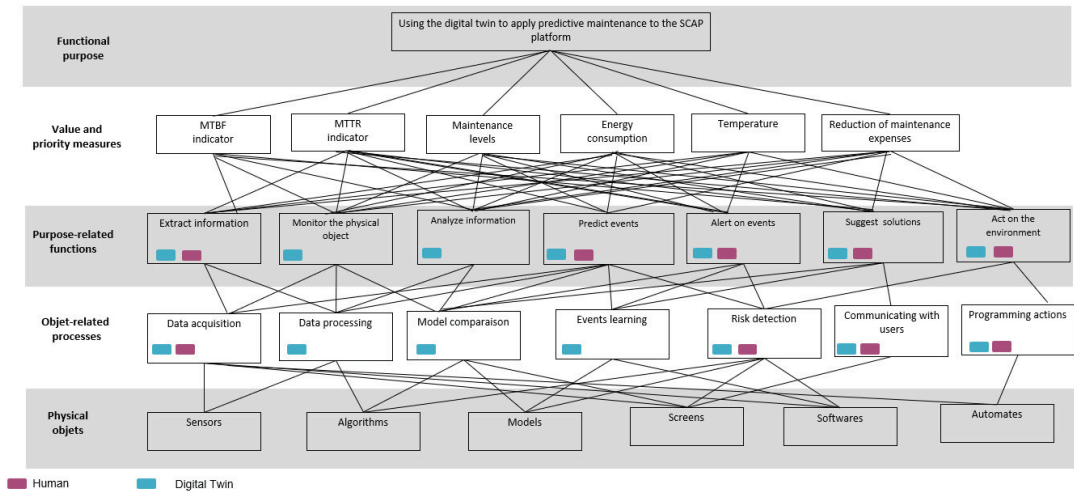 Using the digital twin to apply predictive maintenance to the SCAP
platform
Functional
purpose
Value and
priority measures
MTBF
indicator
MTTR
indicator
Maintenance
levels
Energy
consumption
Temperature
Reduction of maintenance
expenses
Purpose-related
functions
Extract information
Monitor the physical
object
Analyze information
Predict events
Alert on events
Suggest solutions
Act on the
environment
Objet-related
processes
Data acquisition
Data processing
Model comparaison
Events learning
Risk detection
Communicating with
users
Programming actions
Physical
objets
Sensors
Algorithms
Models
Screens
Softwares
Automates
Human
Digital Twin